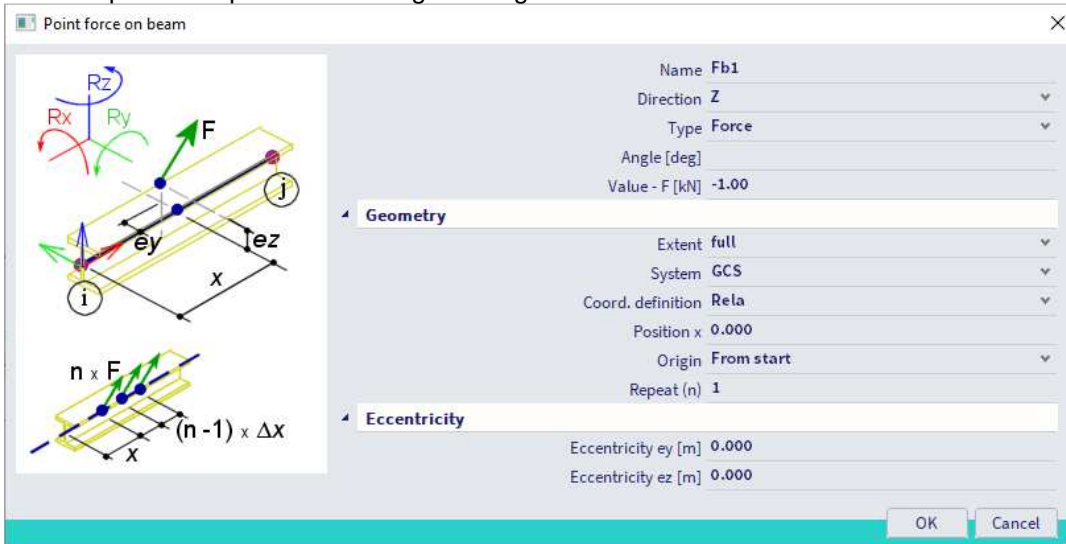 Point force on beam
Rz
Rx
Ry
F
j
ey
ez
x
i
n x F
(n -1) x Δx
x
Name Fb1
Direction Z
Type Force
Angle [deg]
Value - F [kN] -1.00
Geometry
Extent full
System GCS
Coord. definition Rela
Position x 0.000
Origin From start
Repeat (n) 1
Eccentricity
Eccentricity ey [m] 0.000
Eccentricity ez [m] 0.000
OK Cancel